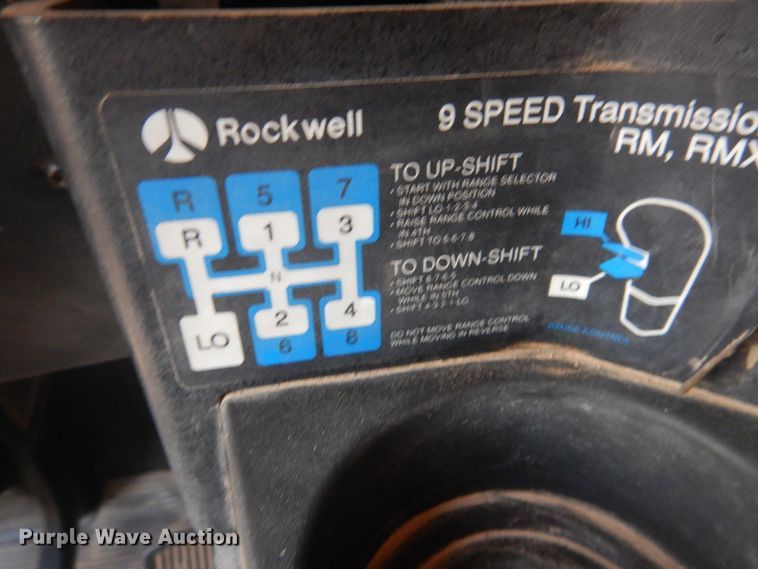 Rockwell
9 SPEED Transmissio
RM, RMX
R 5 7
R 1 3
N
2 4
LO 6 8
TO UP-SHIFT
• START WITH RANGE SELECTOR
IN DOWN POSITION
• SHIFT LO-1-2-3-4
• RAISE RANGE CONTROL WHILE
IN 4TH
• SHIFT TO 5-6-7-8
TO DOWN-SHIFT
• SHIFT 8-7-6-5
• MOVE RANGE CONTROL DOWN
WHILE IN 5TH
• SHIFT 4-3-2-1-LO
DO NOT MOVE RANGE CONTROL
WHILE MOVING IN REVERSE
HI
LO
RANGE CONTROL
Purple Wave Auction